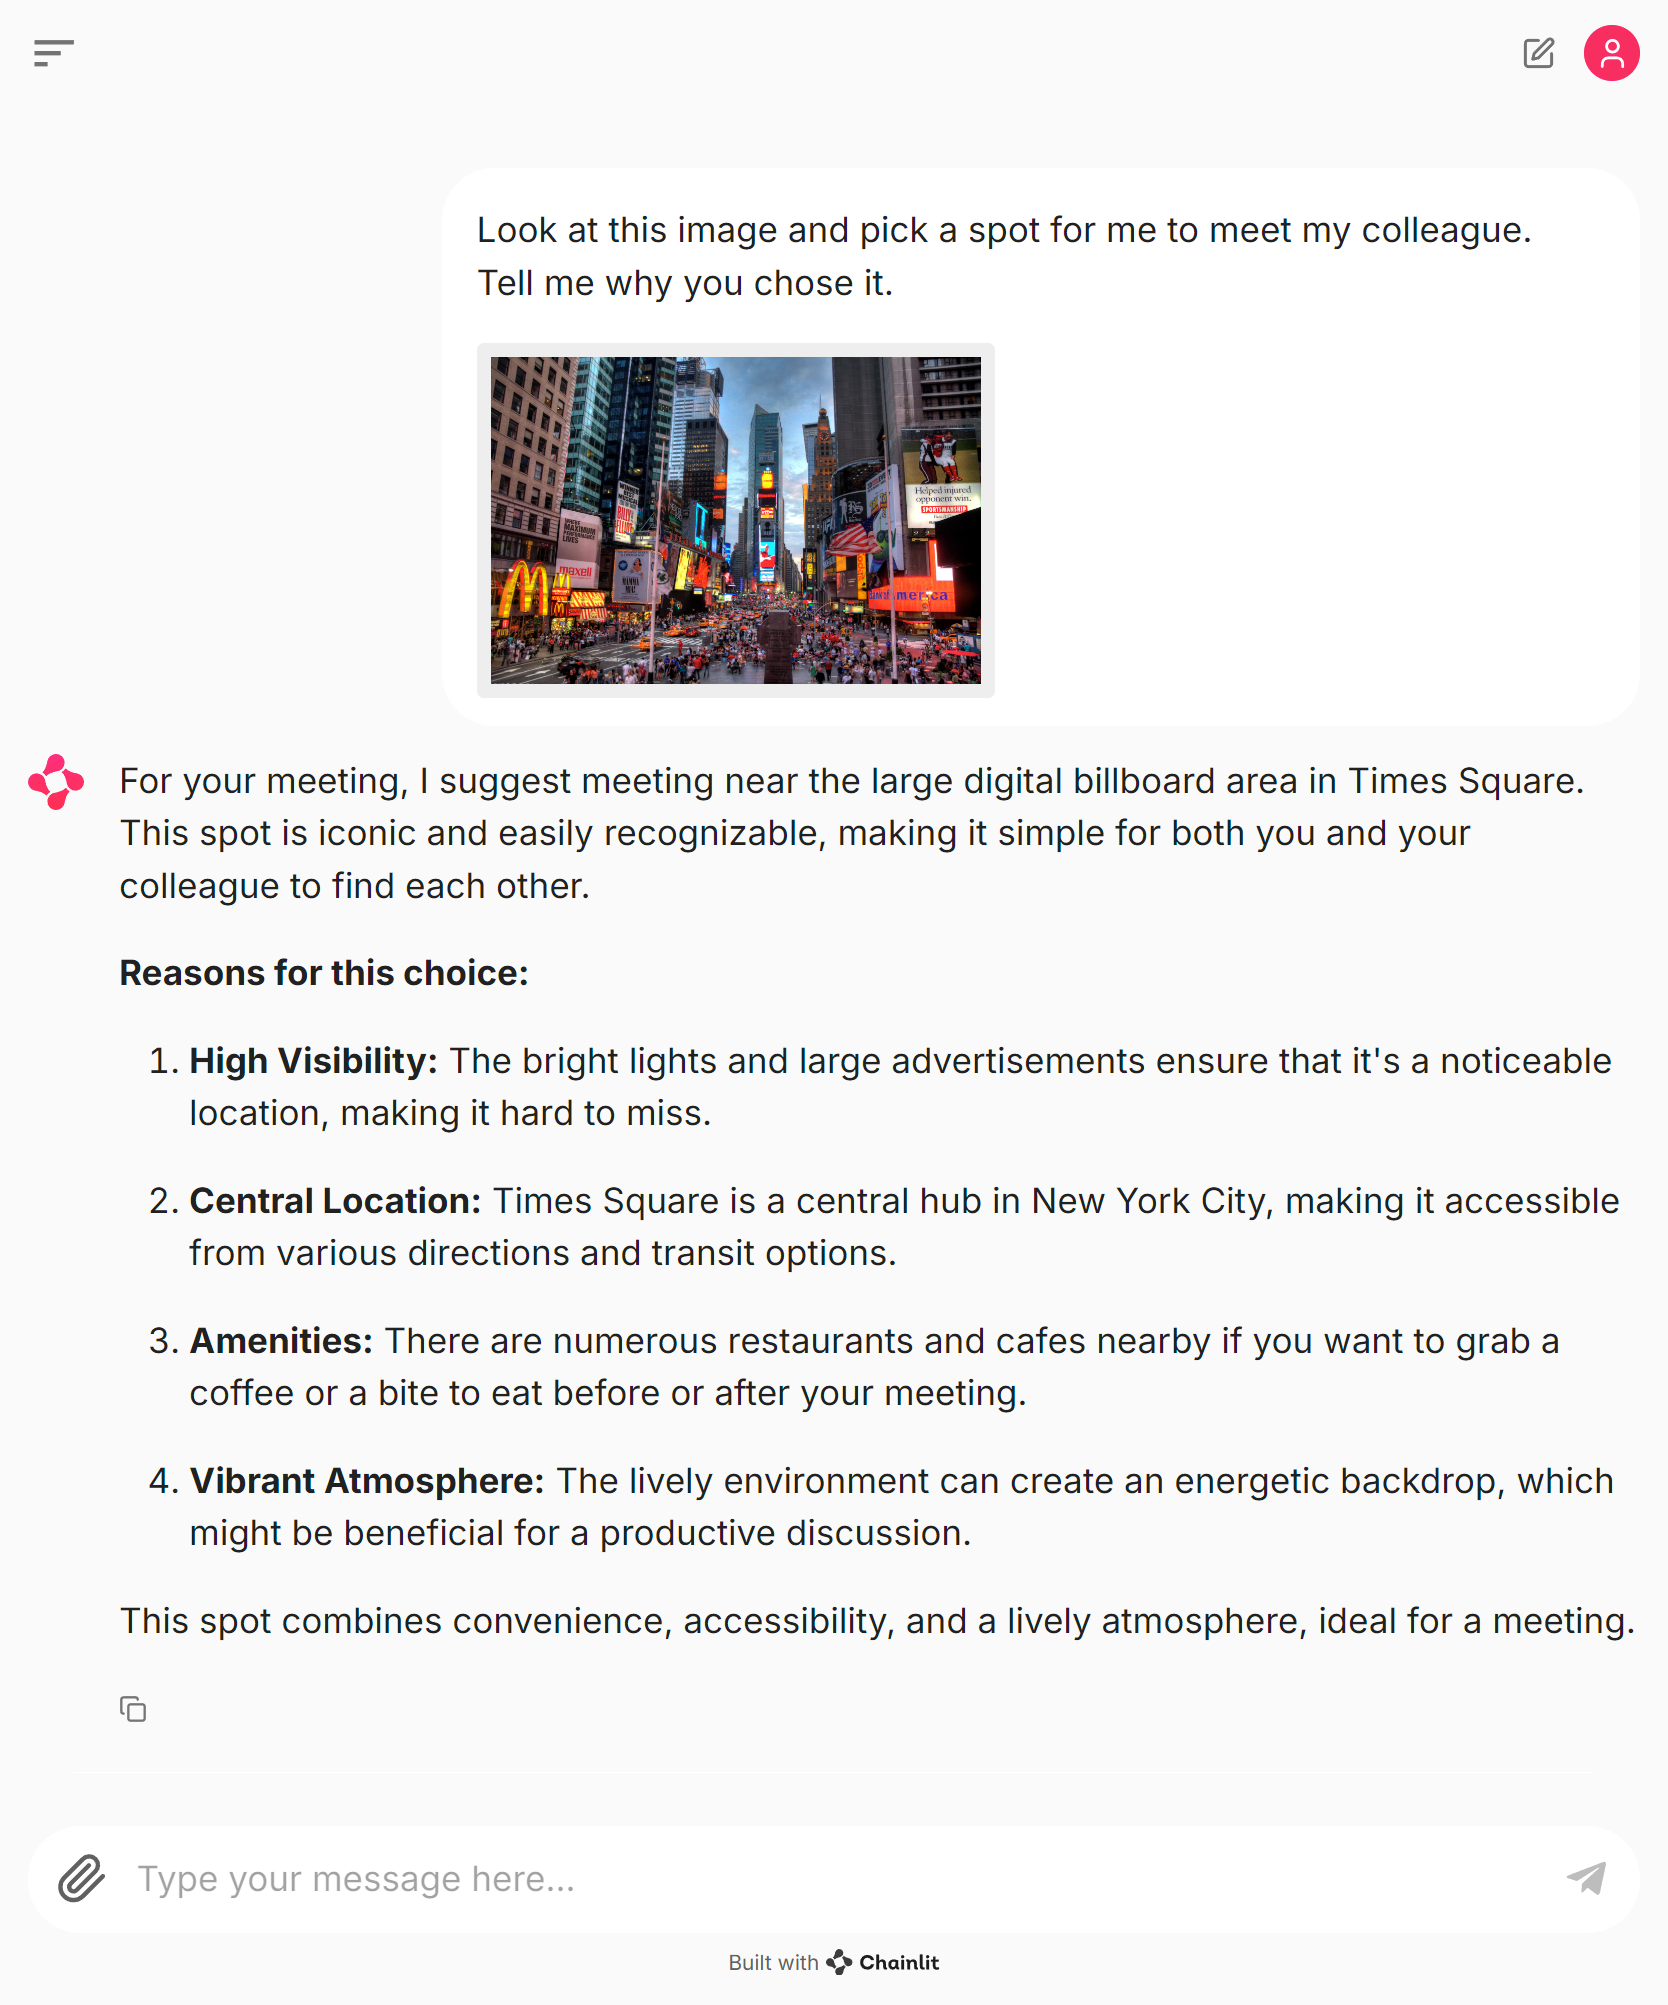 Look at this image and pick a spot for me to meet my colleague.
Tell me why you chose it.
Helped injured
opponent win.
SPORTSMANSHIP
WHERE
MAXIMUM
PERFORMANCE
LIVES
maxell
MAMMA
MIA!
For your meeting, I suggest meeting near the large digital billboard area in Times Square.
This spot is iconic and easily recognizable, making it simple for both you and your
colleague to find each other.
Reasons for this choice:
1. High Visibility: The bright lights and large advertisements ensure that it's a noticeable
location, making it hard to miss.
2. Central Location: Times Square is a central hub in New York City, making it accessible
from various directions and transit options.
3. Amenities: There are numerous restaurants and cafes nearby if you want to grab a
coffee or a bite to eat before or after your meeting.
4. Vibrant Atmosphere: The lively environment can create an energetic backdrop, which
might be beneficial for a productive discussion.
This spot combines convenience, accessibility, and a lively atmosphere, ideal for a meeting.
Type your message here...
Built with Chainlit